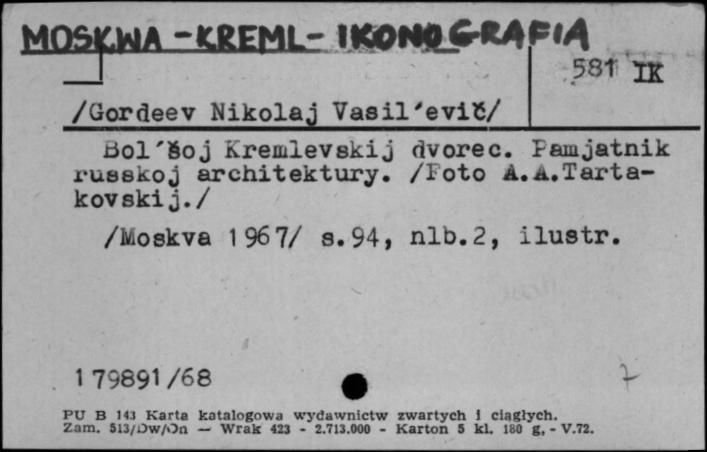 MOSKWA - KREML - IKONOGRAFIA
581 IK
/Gordeev Nikolaj Vasil'evič/
Bol'šoj Kremlevskij dvorec. Pamjatnik
russkoj architektury. /Foto A.A.Tarta-
kovskij./
/Moskva 1967/ s.94, nlb.2, ilustr.
179891/68
7
PU B 143 Karta katalogowa wydawnictw zwartych i ciągłych.
Zam. 513/Dw/On — Wrak 423 - 2.713.000 - Karton 5 kl. 180 g, - V.72.